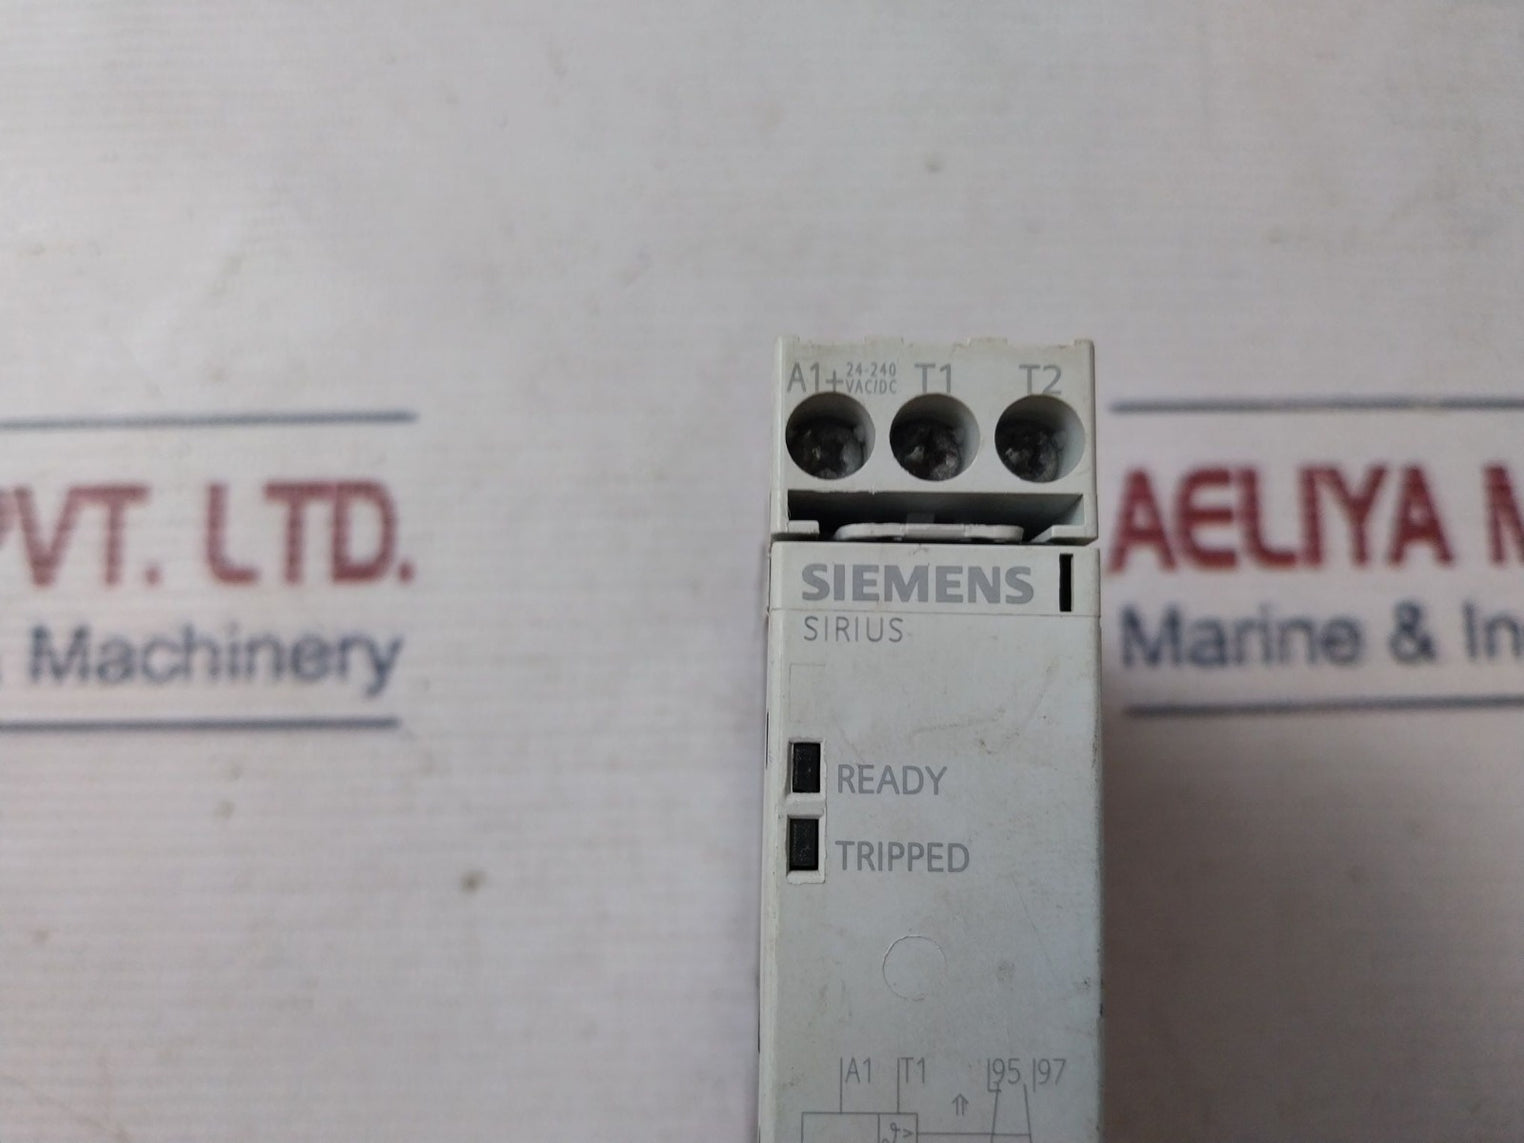 A1+ 24-240 VAC/DC T1 T2
PVT. LTD.
Machinery
AELIYA M
Marine & In
SIEMENS
SIRIUS
READY
TRIPPED
A1 T1 95 97
ϑ>